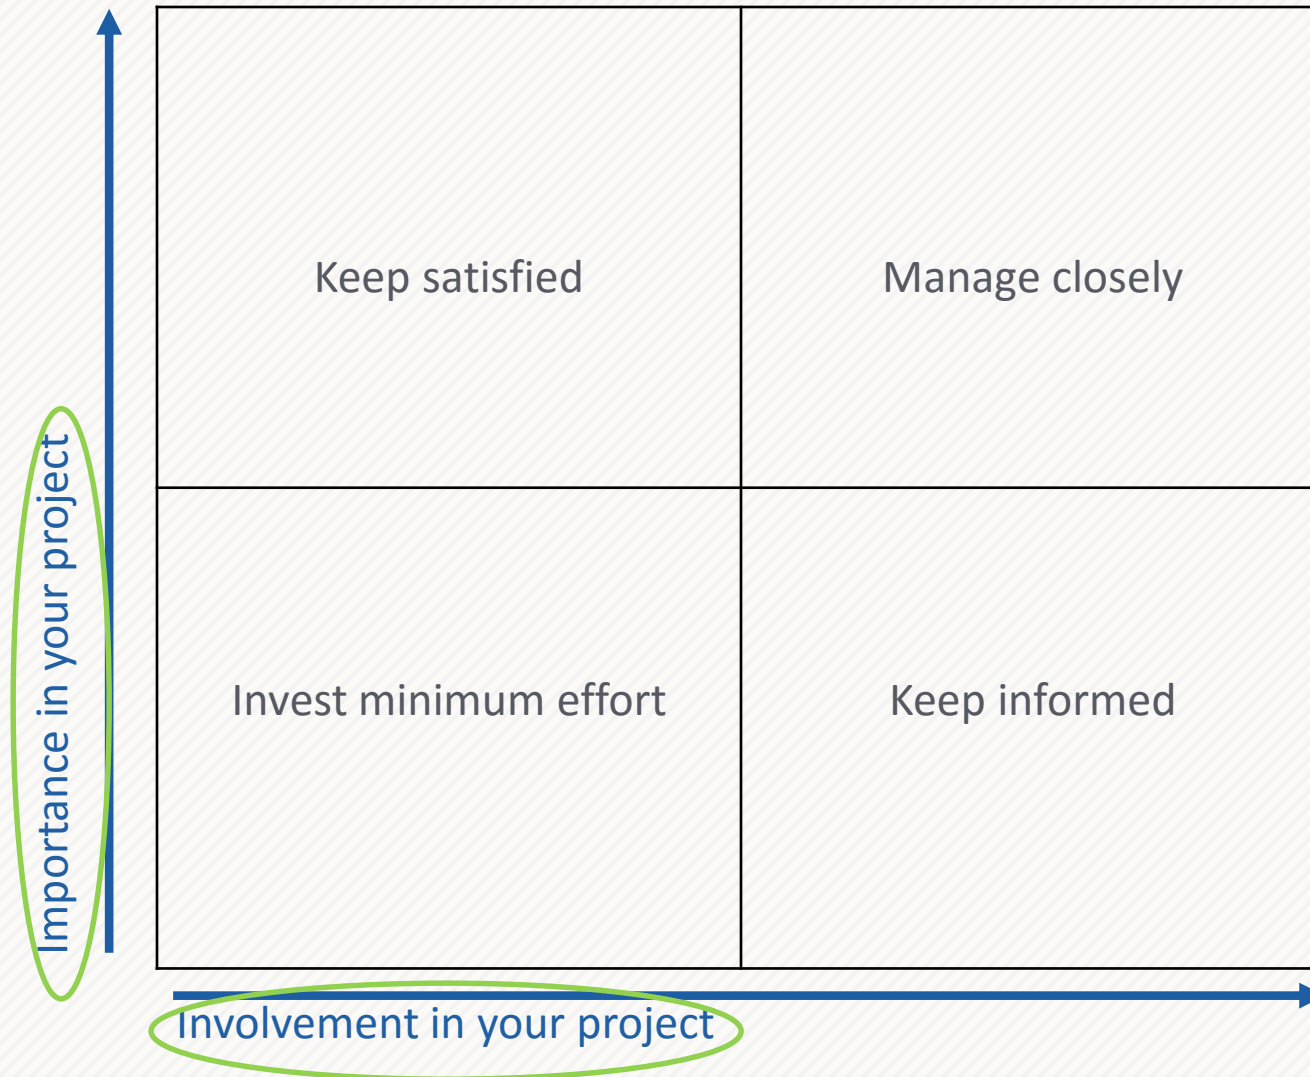 Keep satisfied
Manage closely
Importance in your project
Invest minimum effort
Keep informed
Involvement in your project